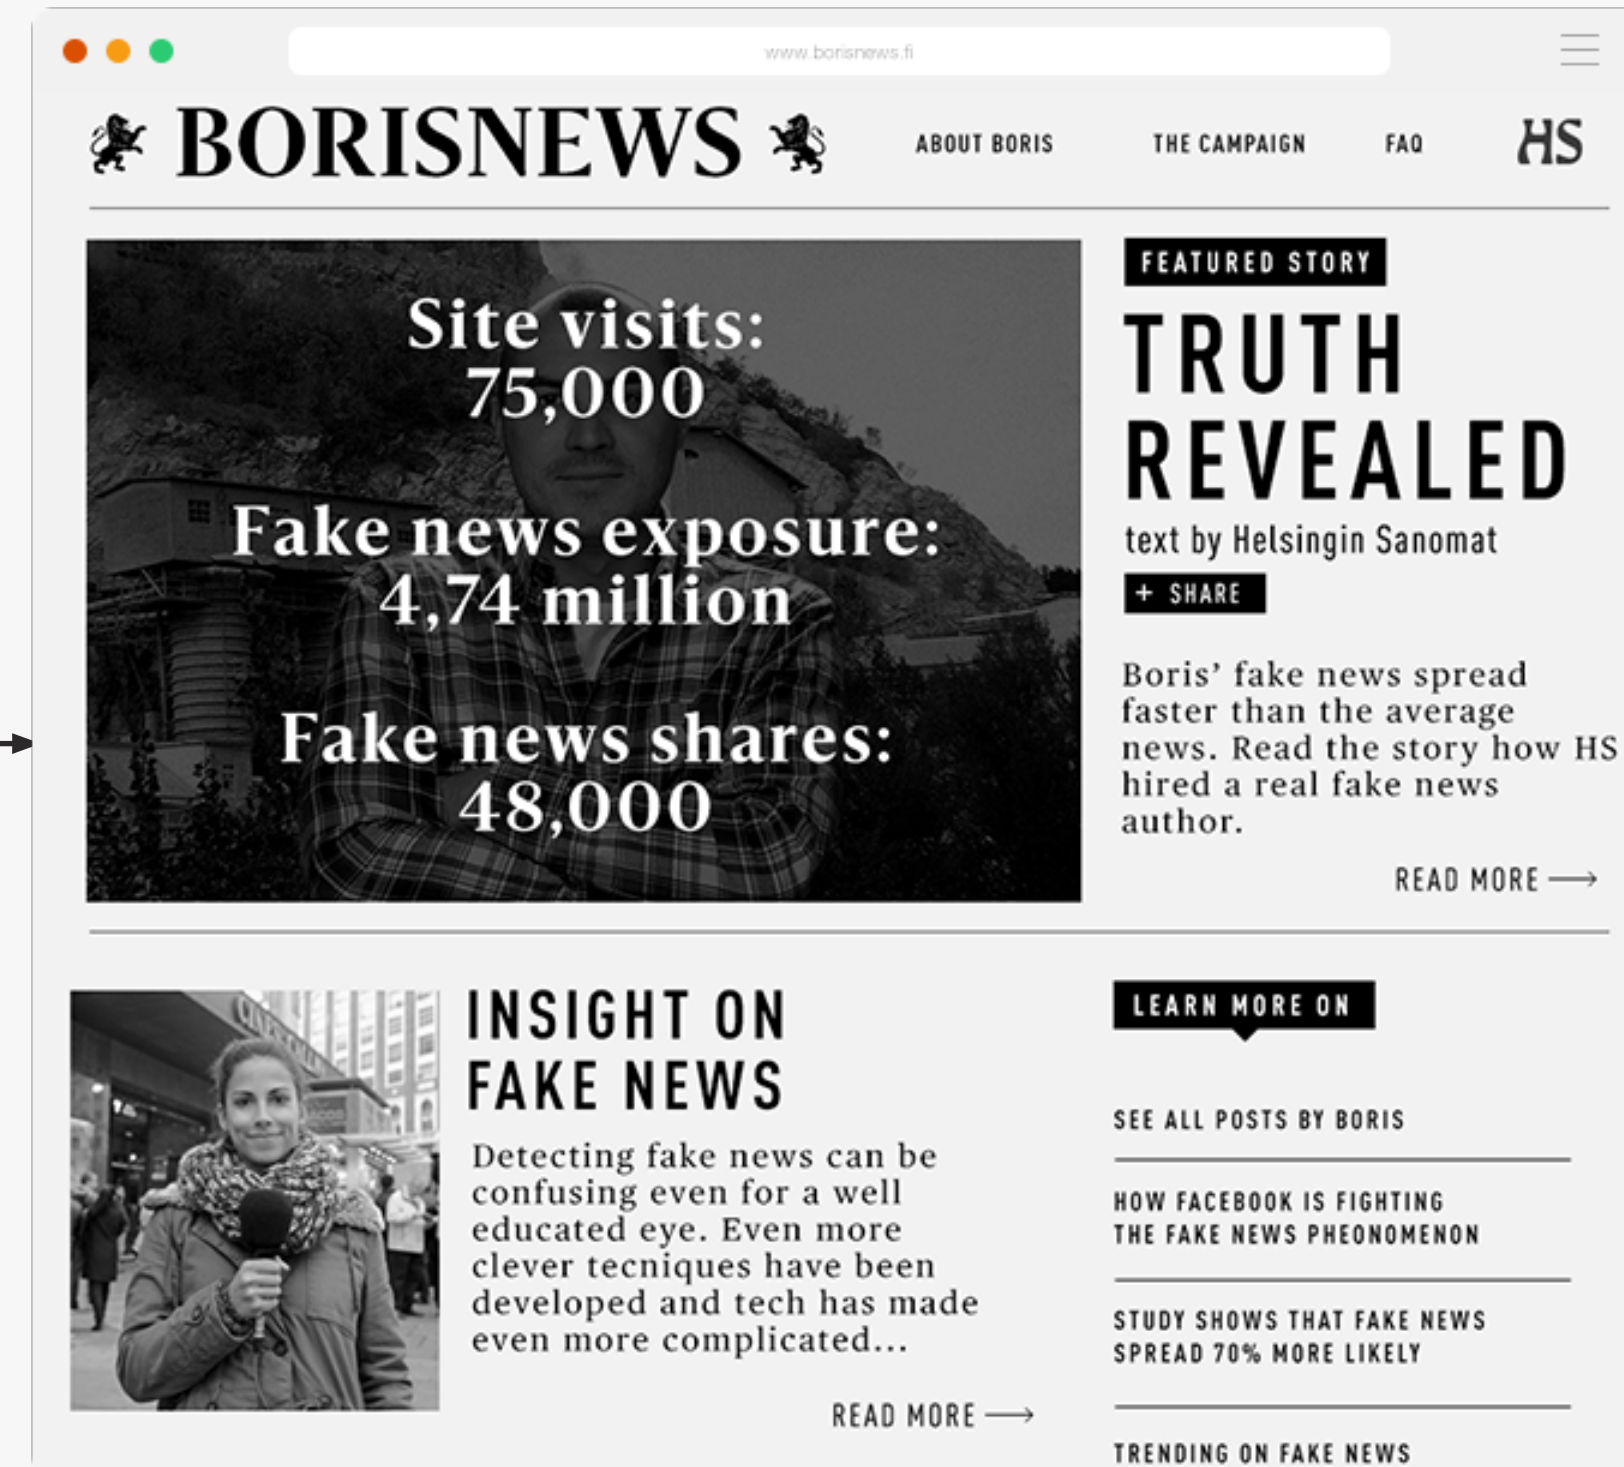 www.borisnews.fi
BORISNEWS
ABOUT BORIS
THE CAMPAIGN
FAQ
HS
Site visits:
75,000
Fake news exposure:
4,74 million
Fake news shares:
48,000
FEATURED STORY
TRUTH
REVEALED
text by Helsingin Sanomat
+ SHARE
Boris’ fake news spread
faster than the average
news. Read the story how HS
hired a real fake news
author.
READ MORE
INSIGHT ON
FAKE NEWS
Detecting fake news can be
confusing even for a well
educated eye. Even more
clever tecniques have been
developed and tech has made
even more complicated...
READ MORE
LEARN MORE ON
SEE ALL POSTS BY BORIS
HOW FACEBOOK IS FIGHTING
THE FAKE NEWS PHEONOMENON
STUDY SHOWS THAT FAKE NEWS
SPREAD 70% MORE LIKELY
TRENDING ON FAKE NEWS